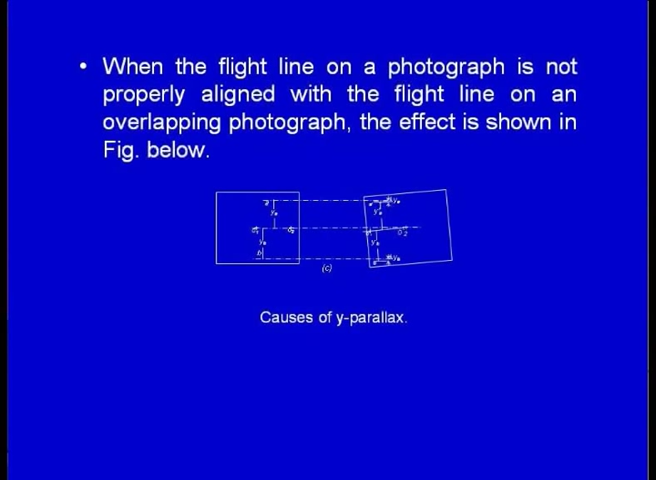 • When the flight line on a photograph is not
properly aligned with the flight line on an
overlapping photograph, the effect is shown in
Fig. below.
(c)
Causes of y-parallax.